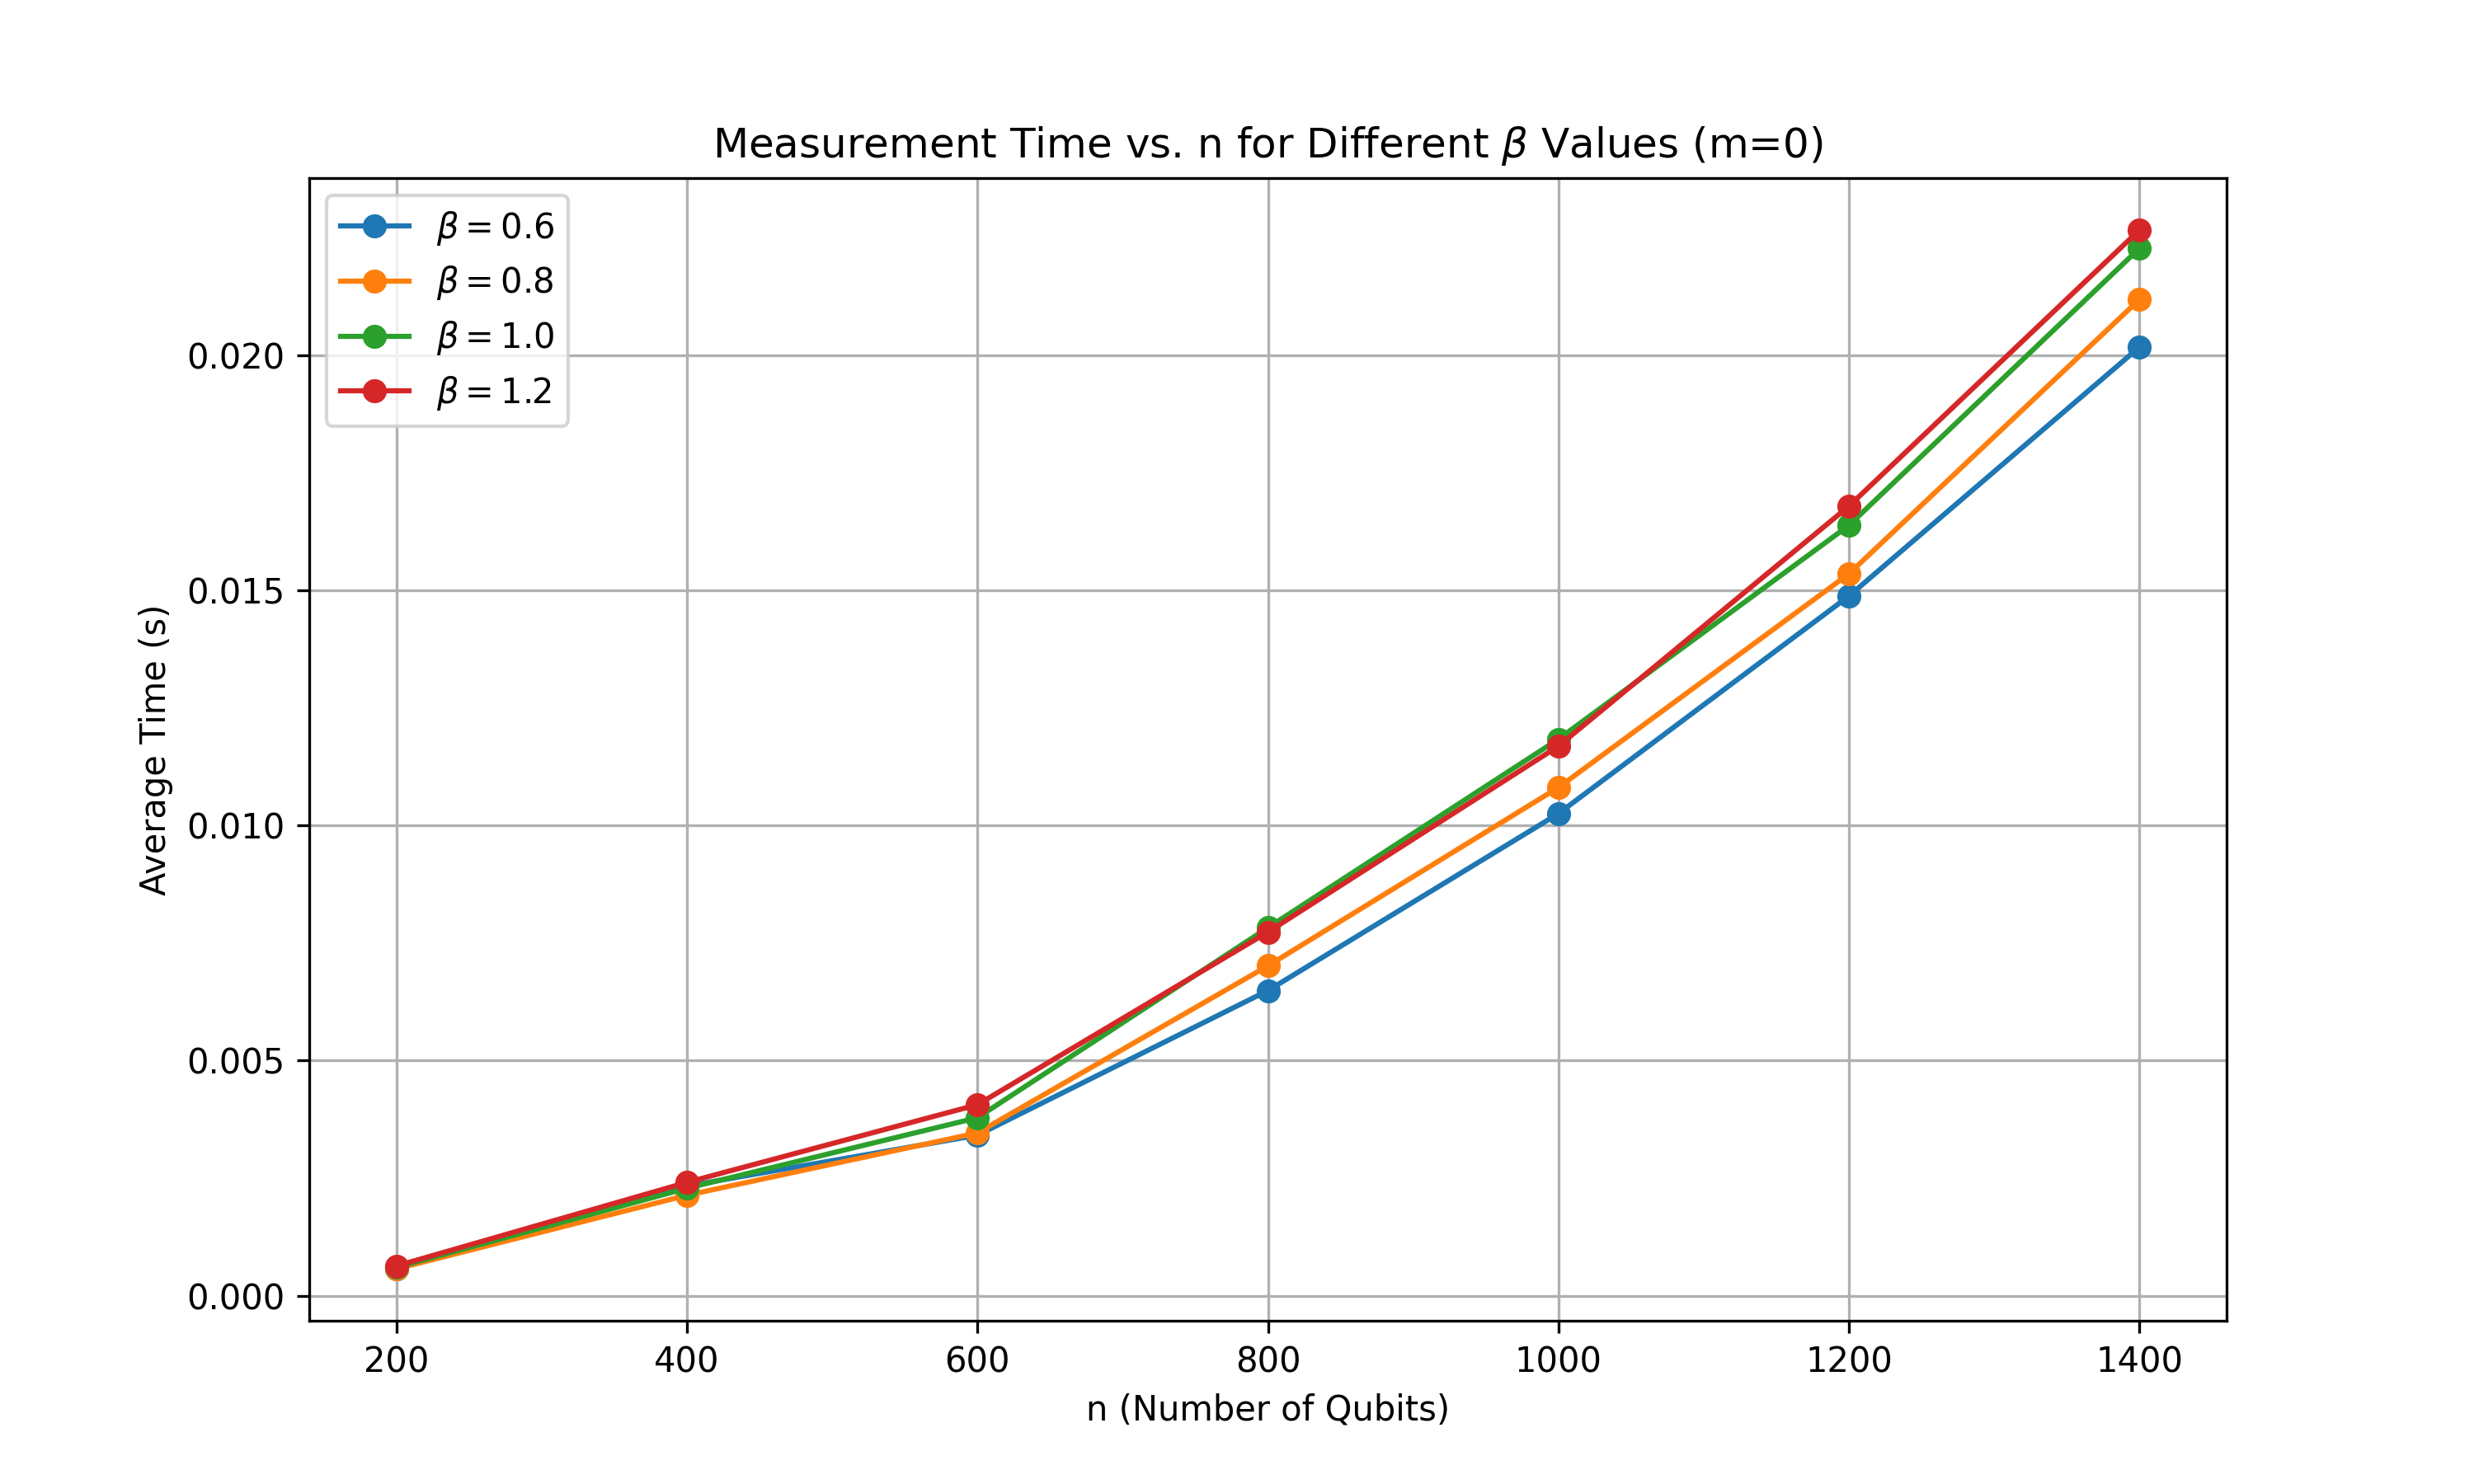 Measurement Time vs. n for Different β Values (m=0)
β = 0.6
β = 0.8
β = 1.0
β = 1.2
Average Time (s)
0.020
0.015
0.010
0.005
0.000
200 400 600 800 1000 1200 1400
n (Number of Qubits)